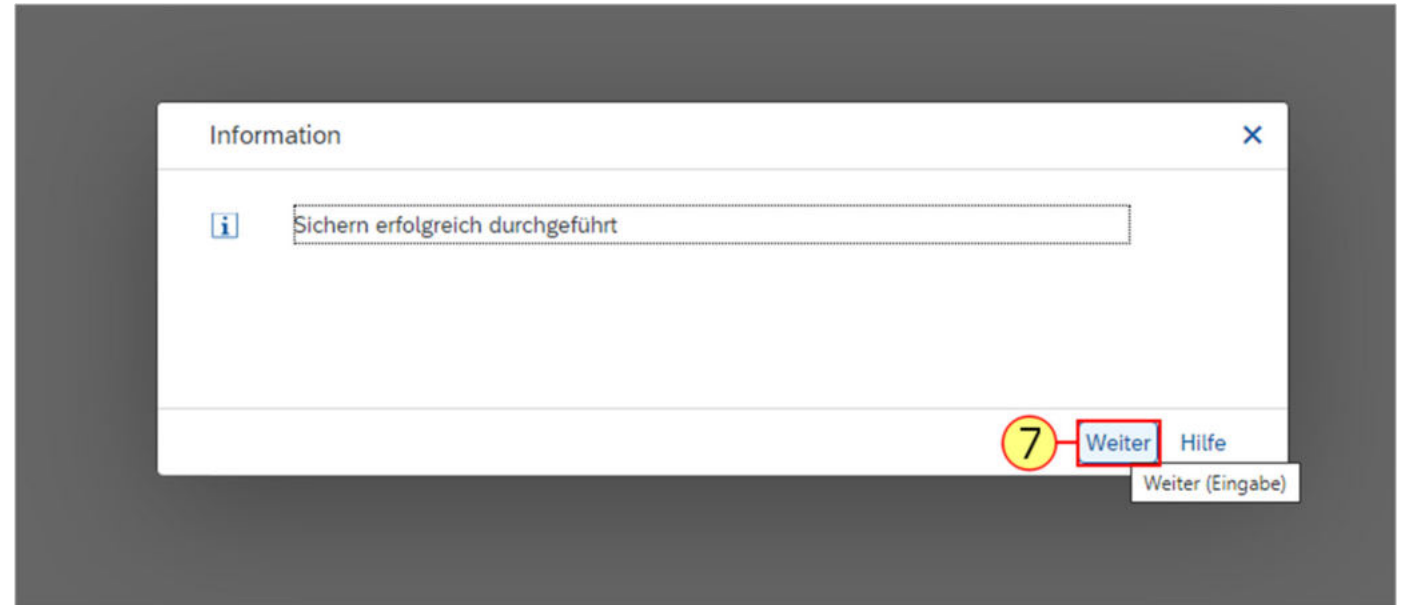 Information
Sichern erfolgreich durchgeführt
7 Weiter Hilfe
Weiter (Eingabe)